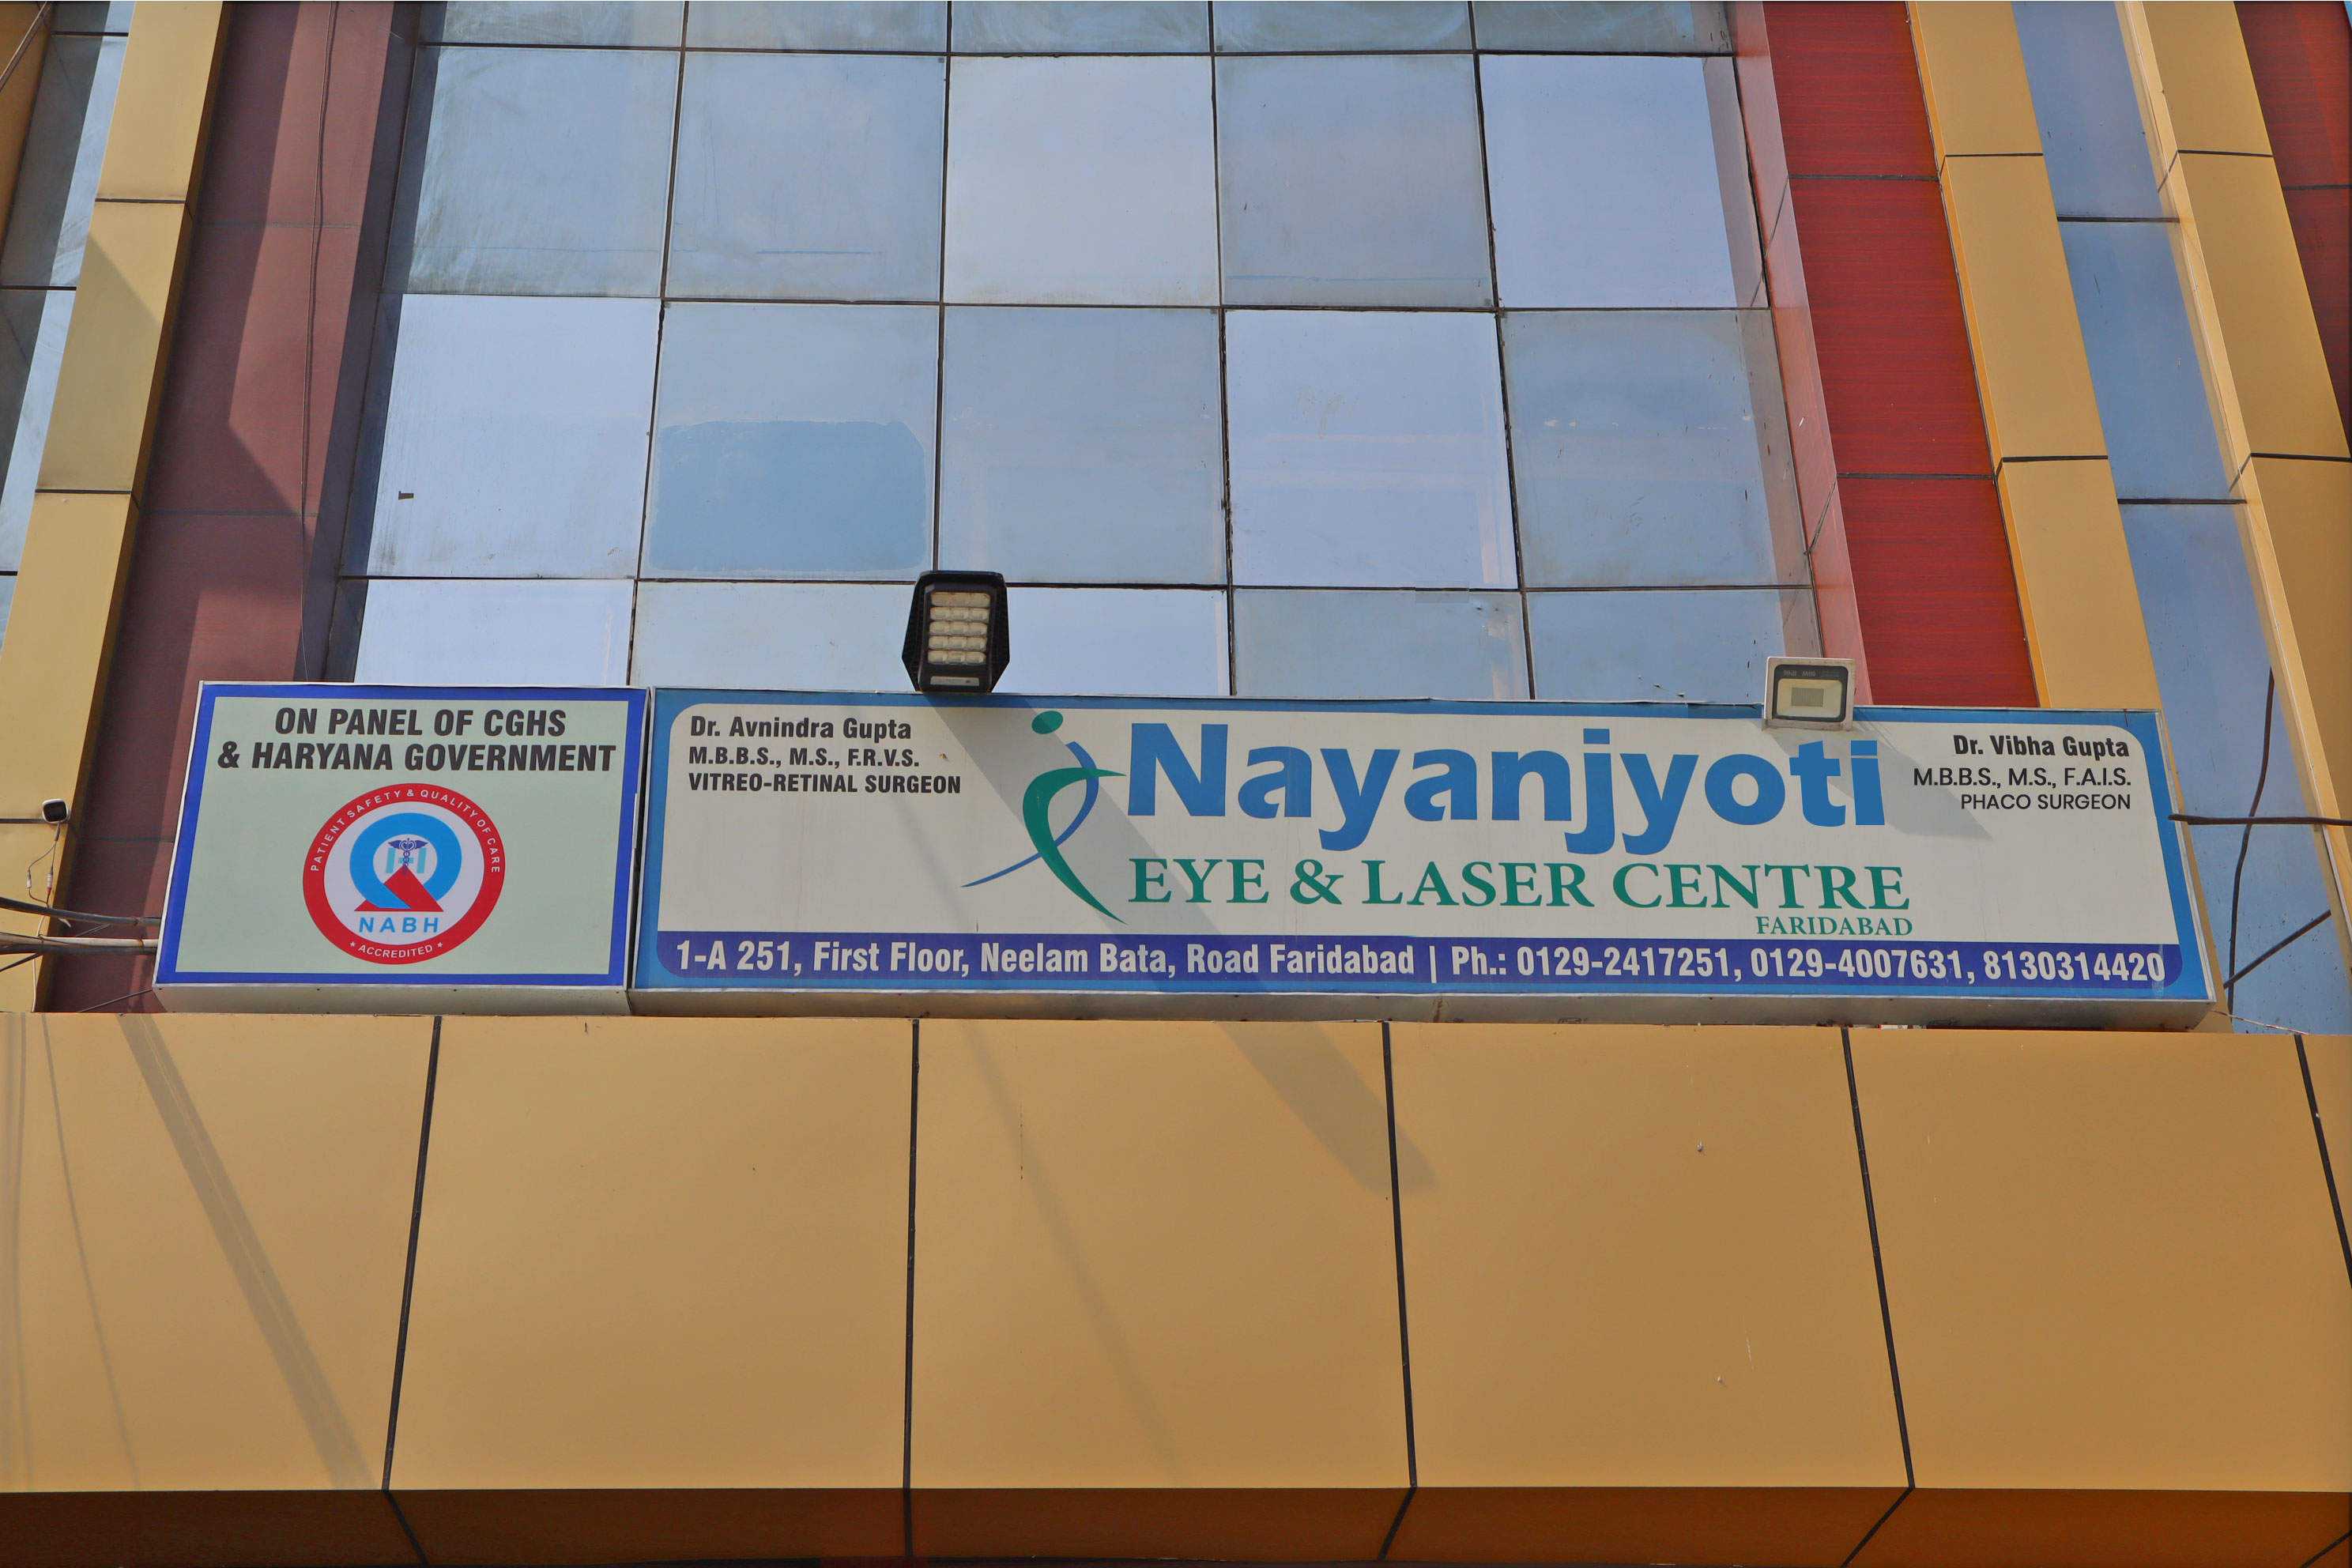 ON PANEL OF CGHS
& HARYANA GOVERNMENT
PATIENT SAFETY & QUALITY OF CARE
NABH
ACCREDITED
Dr. Avnindra Gupta
M.B.B.S., M.S., F.R.V.S.
VITREO-RETINAL SURGEON
Nayanjyoti
EYE & LASER CENTRE
FARIDABAD
Dr. Vibha Gupta
M.B.B.S., M.S., F.A.I.S.
PHACO SURGEON
1-A 251, First Floor, Neelam Bata, Road Faridabad | Ph.: 0129-2417251, 0129-4007631, 8130314420